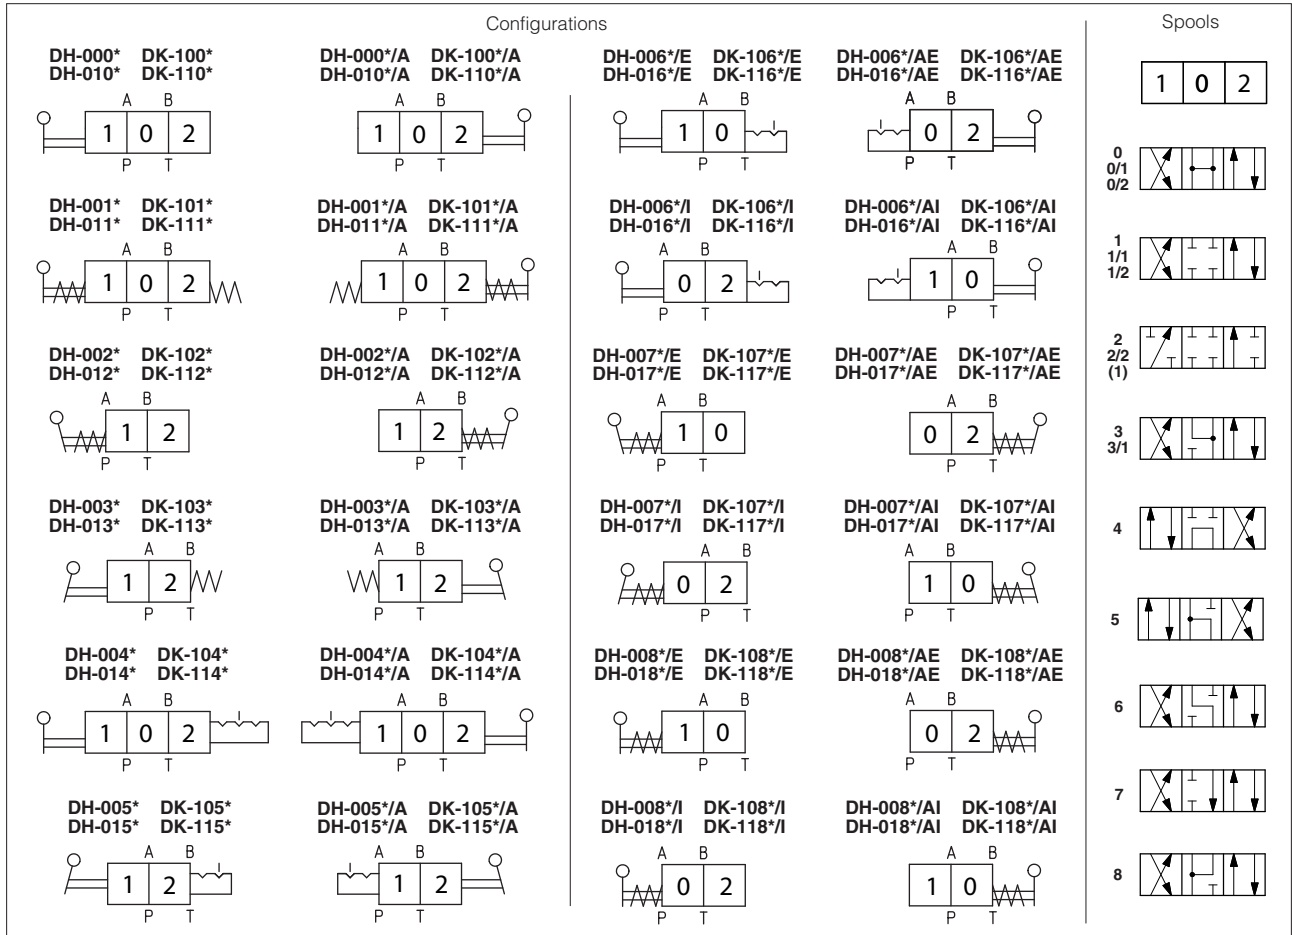 Configurations
Spools
DH-000* DK-100*
DH-010* DK-110*
A B
1 0 2
P T
DH-000*/A DK-100*/A
DH-010*/A DK-110*/A
A B
1 0 2
P T
DH-006*/E DK-106*/E
DH-016*/E DK-116*/E
A B
1 0
P T
DH-006*/AE DK-106*/AE
DH-016*/AE DK-116*/AE
A B
0 2
P T
DH-001* DK-101*
DH-011* DK-111*
A B
1 0 2
P T
DH-001*/A DK-101*/A
DH-011*/A DK-111*/A
A B
1 0 2
P T
DH-006*/I DK-106*/I
DH-016*/I DK-116*/I
A B
0 2
P T
DH-006*/AI DK-106*/AI
DH-016*/AI DK-116*/AI
A B
1 0
P T
DH-002* DK-102*
DH-012* DK-112*
A B
1 2
P T
DH-002*/A DK-102*/A
DH-012*/A DK-112*/A
A B
1 2
P T
DH-007*/E DK-107*/E
DH-017*/E DK-117*/E
A B
1 0
P T
DH-007*/AE DK-107*/AE
DH-017*/AE DK-117*/AE
A B
0 2
P T
DH-003* DK-103*
DH-013* DK-113*
A B
1 2
P T
DH-003*/A DK-103*/A
DH-013*/A DK-113*/A
A B
1 2
P T
DH-007*/I DK-107*/I
DH-017*/I DK-117*/I
A B
0 2
P T
DH-007*/AI DK-107*/AI
DH-017*/AI DK-117*/AI
A B
1 0
P T
DH-004* DK-104*
DH-014* DK-114*
A B
1 0 2
P T
DH-004*/A DK-104*/A
DH-014*/A DK-114*/A
A B
1 0 2
P T
DH-008*/E DK-108*/E
DH-018*/E DK-118*/E
A B
1 0
P T
DH-008*/AE DK-108*/AE
DH-018*/AE DK-118*/AE
A B
0 2
P T
DH-005* DK-105*
DH-015* DK-115*
A B
1 2
P T
DH-005*/A DK-105*/A
DH-015*/A DK-115*/A
A B
1 2
P T
DH-008*/I DK-108*/I
DH-018*/I DK-118*/I
A B
0 2
P T
DH-008*/AI DK-108*/AI
DH-018*/AI DK-118*/AI
A B
1 0
P T
1 0 2
0
0/1
0/2
1
1/1
1/2
2
2/2
(1)
3
3/1
4
5
6
7
8